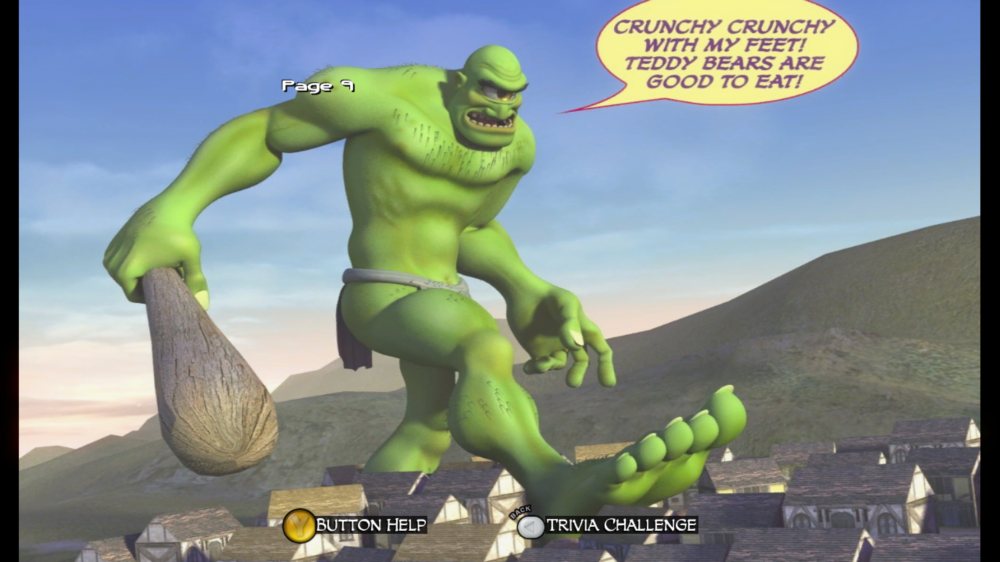 CRUNCHY CRUNCHY
WITH MY FEET!
TEDDY BEARS ARE
GOOD TO EAT!
Page 9
Y BUTTON HELP
BACK TRIVIA CHALLENGE